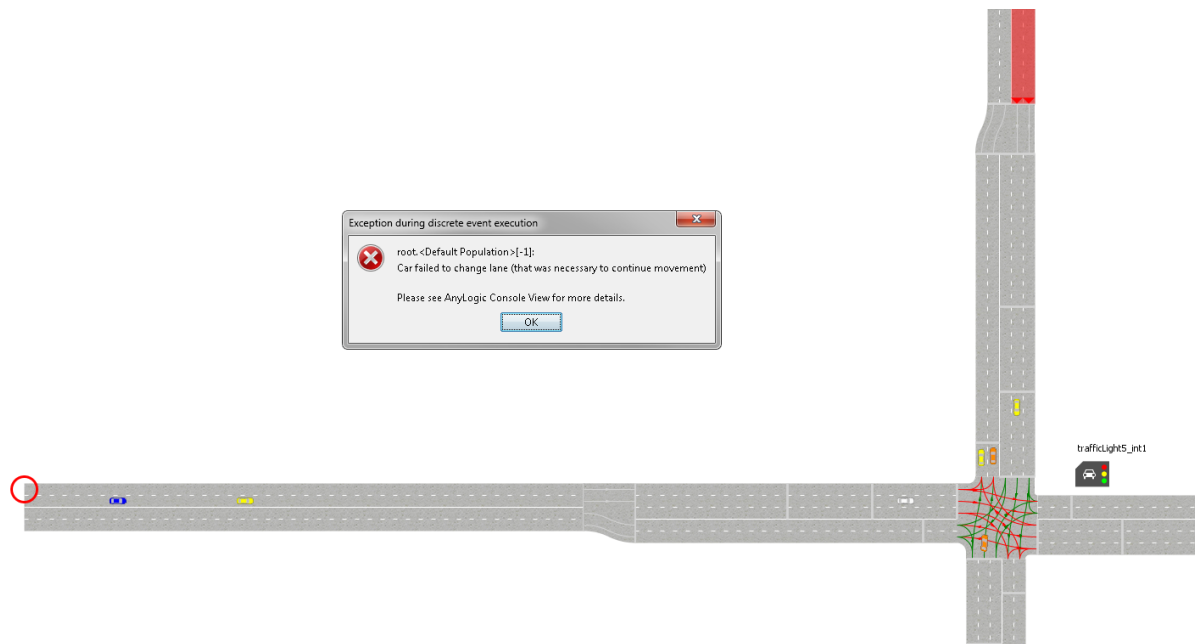 Exception during discrete event execution
root.<Default Population>[-1]:
Car failed to change lane (that was necessary to continue movement)
Please see AnyLogic Console View for more details.
OK
trafficLight5_int1